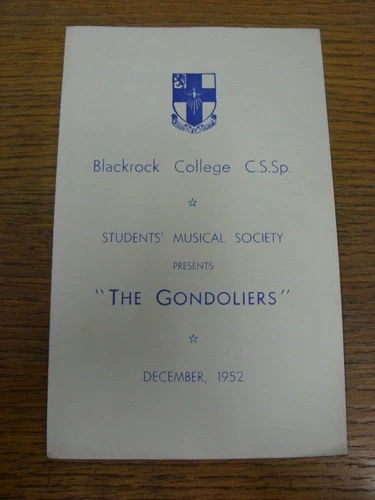 Blackrock College C.S.Sp.
☆
STUDENTS' MUSICAL SOCIETY
PRESENTS
"THE GONDOLIERS"
☆
DECEMBER, 1952